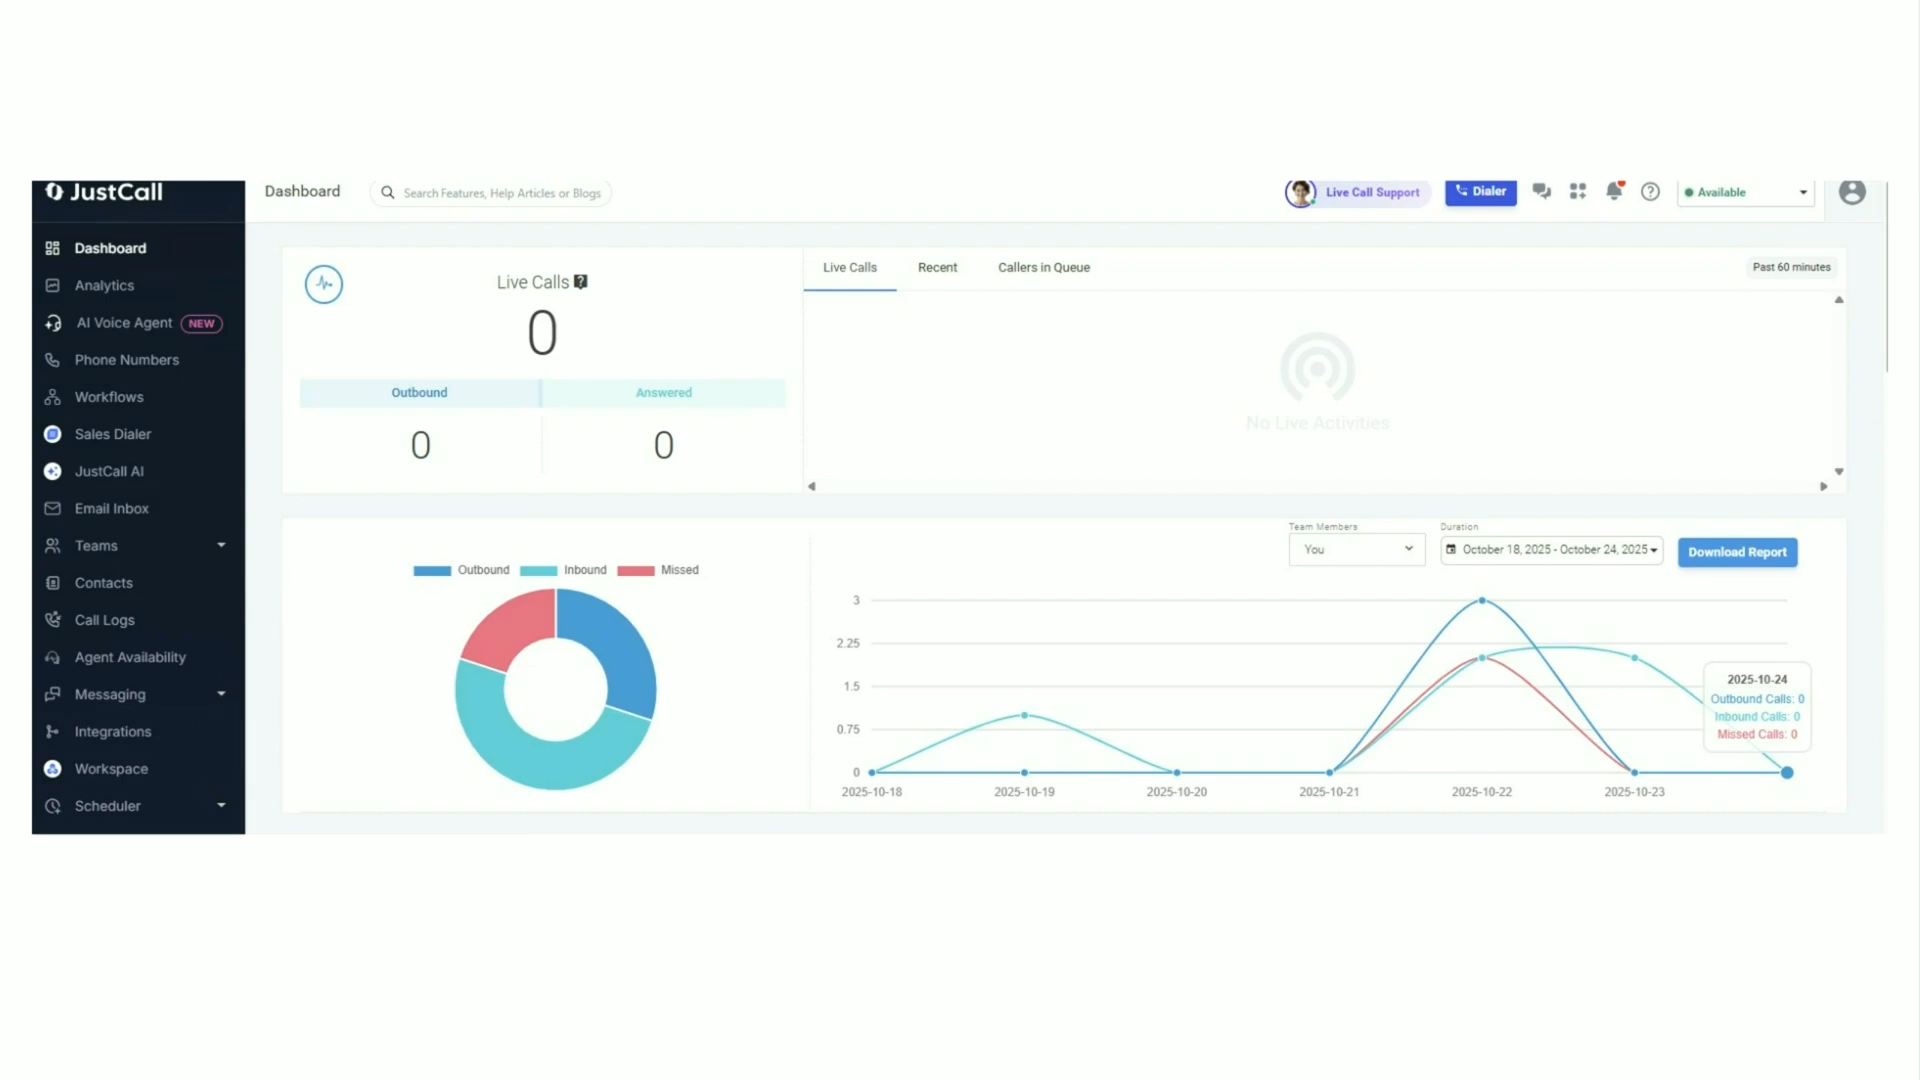 JustCall
Dashboard
Search Features, Help Articles or Blogs
Live Call Support
Dialer
Available
Dashboard
Analytics
AI Voice Agent NEW
Phone Numbers
Workflows
Sales Dialer
JustCall AI
Email Inbox
Teams
Contacts
Call Logs
Agent Availability
Messaging
Integrations
Workspace
Scheduler
Live Calls ?
0
Outbound Answered
0 0
Live Calls Recent Callers in Queue Past 60 minutes
No Live Activities
Outbound Inbound Missed
Team Members
You
Duration
October 18, 2025 - October 24, 2025
Download Report
3
2.25
1.5
0.75
0
2025-10-18 2025-10-19 2025-10-20 2025-10-21 2025-10-22 2025-10-23
2025-10-24
Outbound Calls: 0
Inbound Calls: 0
Missed Calls: 0